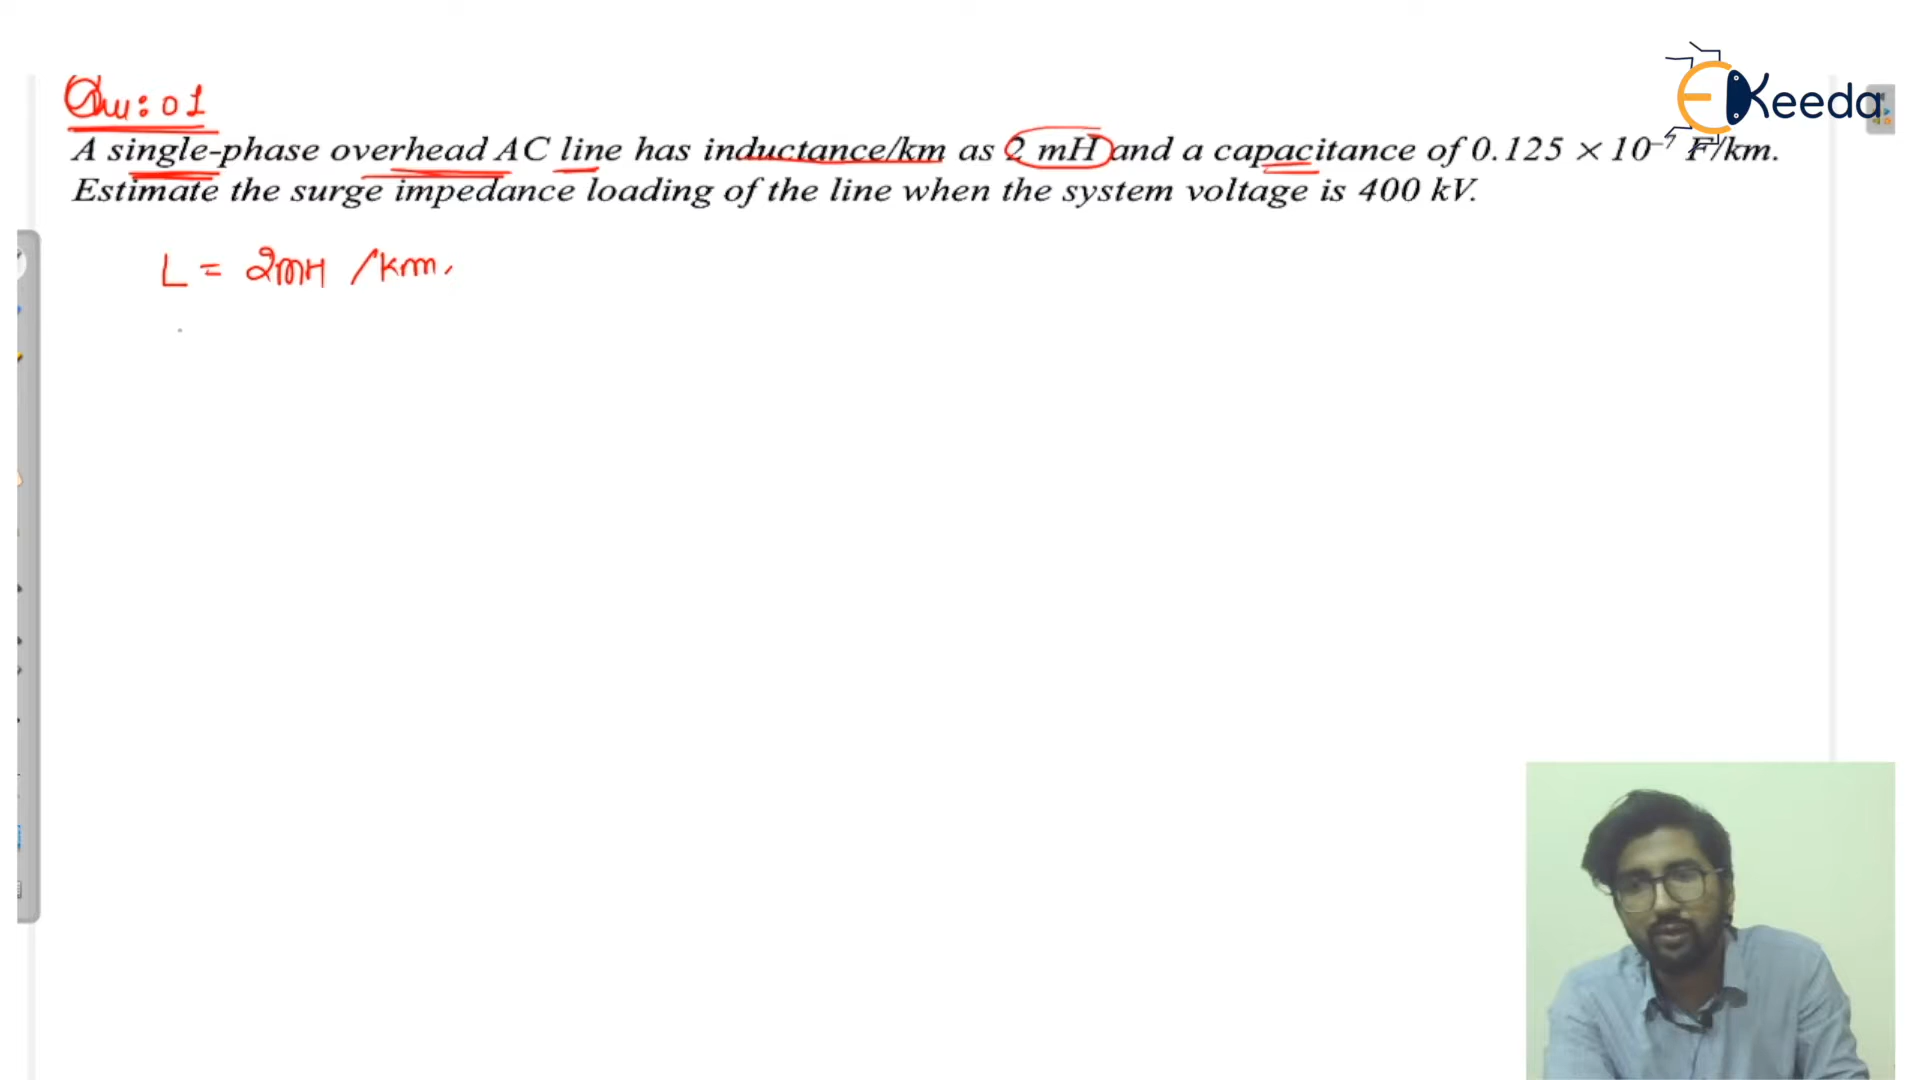 Keeda
Qu: 01
A single-phase overhead AC line has inductance/km as 2 mH and a capacitance of 0.125 × 10⁻⁷ F/km.
Estimate the surge impedance loading of the line when the system voltage is 400 kV.
L = 2mH /km.